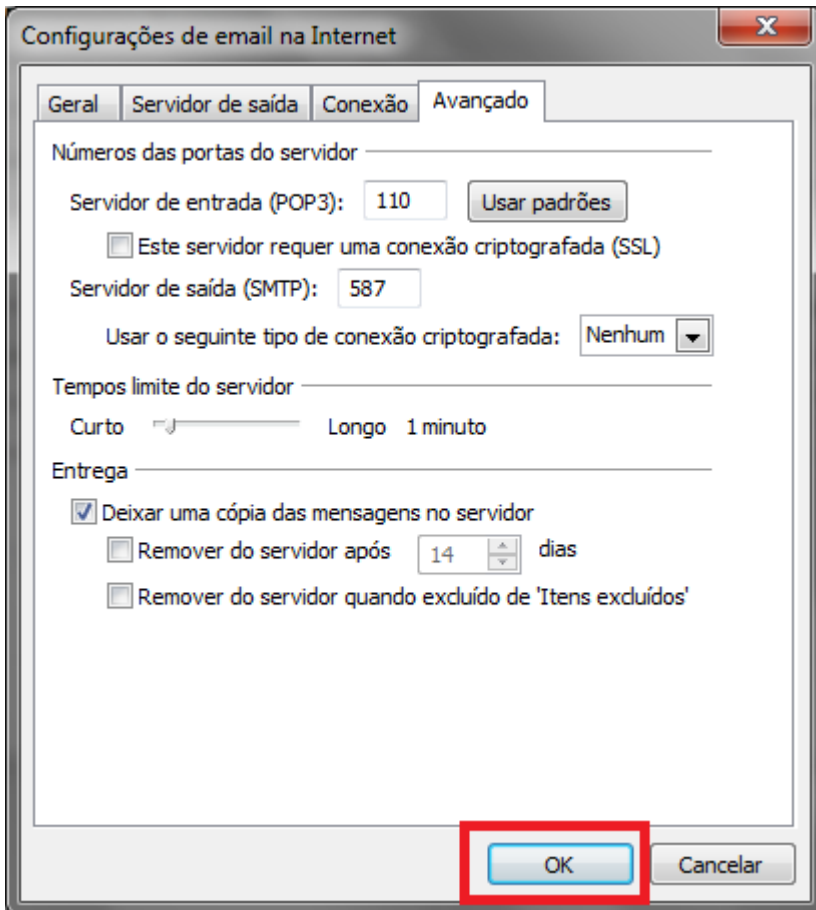 Configurações de email na Internet
X
Geral Servidor de saída Conexão Avançado
Números das portas do servidor
Servidor de entrada (POP3): 110 Usar padrões
Este servidor requer uma conexão criptografada (SSL)
Servidor de saída (SMTP): 587
Usar o seguinte tipo de conexão criptografada: Nenhum
Tempos limite do servidor
Curto Longo 1 minuto
Entrega
Deixar uma cópia das mensagens no servidor
Remover do servidor após 14 dias
Remover do servidor quando excluído de 'Itens excluídos'
OK Cancelar